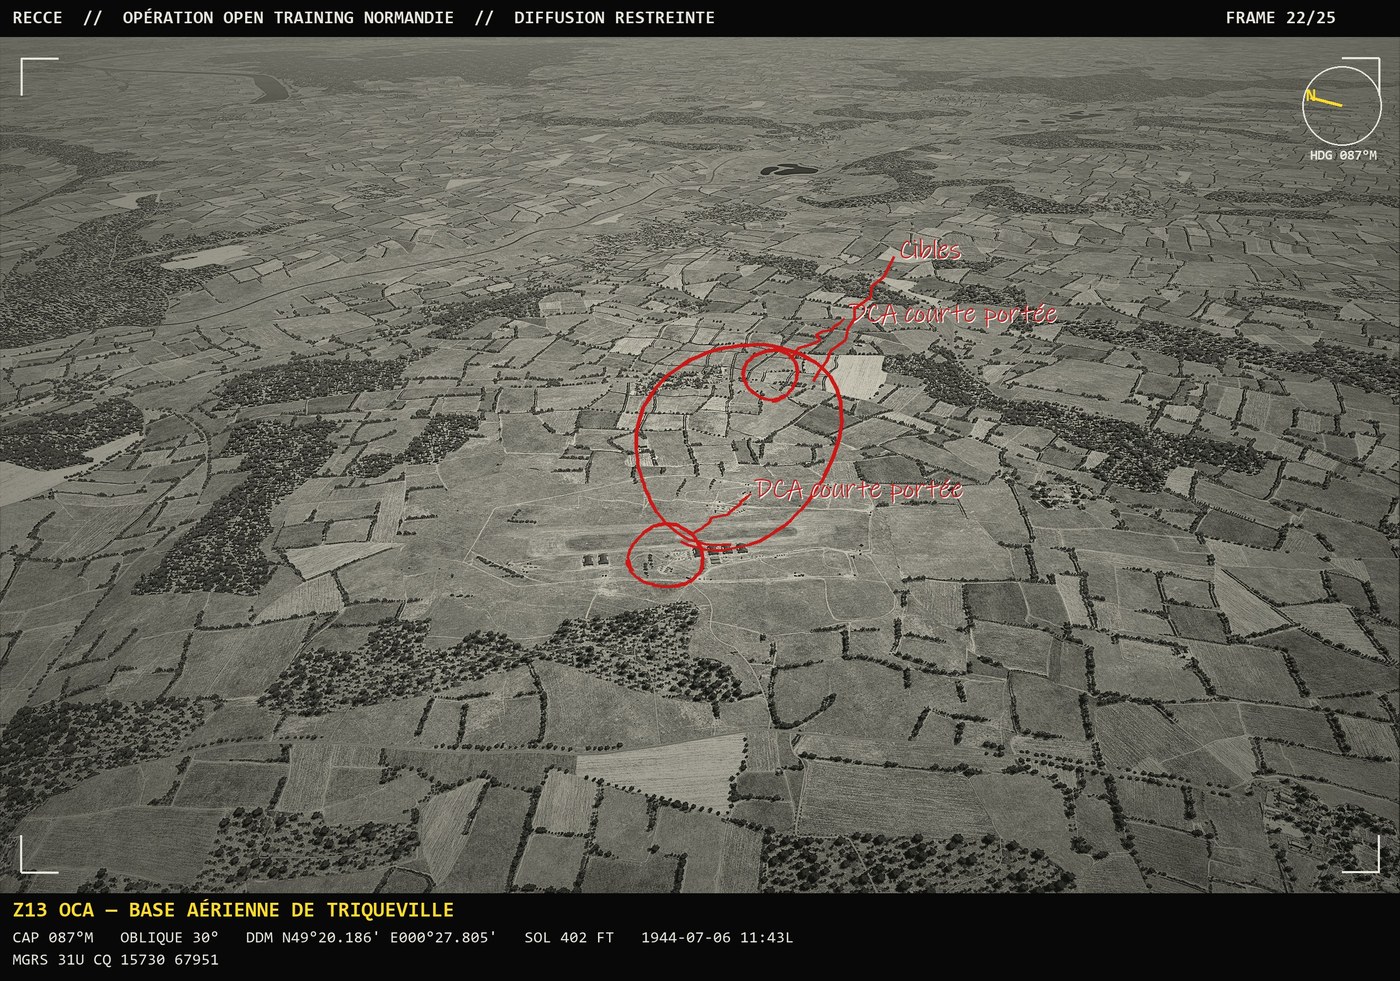 RECCE // OPÉRATION OPEN TRAINING NORMANDIE // DIFFUSION RESTREINTE FRAME 22/25
N
HDG 087°M
Cibles
DCA courte portée
DCA courte portée
Z13 OCA — BASE AÉRIENNE DE TRIQUEVILLE
CAP 087°M OBLIQUE 30° DDM N49°20.186' E000°27.805' SOL 402 FT 1944-07-06 11:43L
MGRS 31U CQ 15730 67951